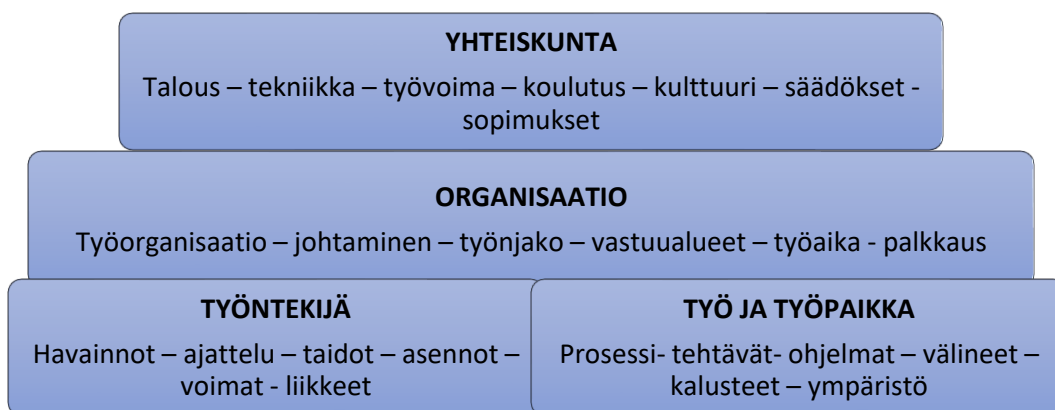 YHTEISKUNTA
Talous – tekniikka – työvoima – koulutus – kulttuuri – säädökset -
sopimukset
ORGANISAATIO
Työorganisaatio – johtaminen – työnjako – vastuualueet – työaika - palkkaus
TYÖNTEKIJÄ
Havainnot – ajattelu – taidot – asennot –
voimat - liikkeet
TYÖ JA TYÖPAIKKA
Prosessi- tehtävät- ohjelmat – välineet –
kalusteet – ympäristö